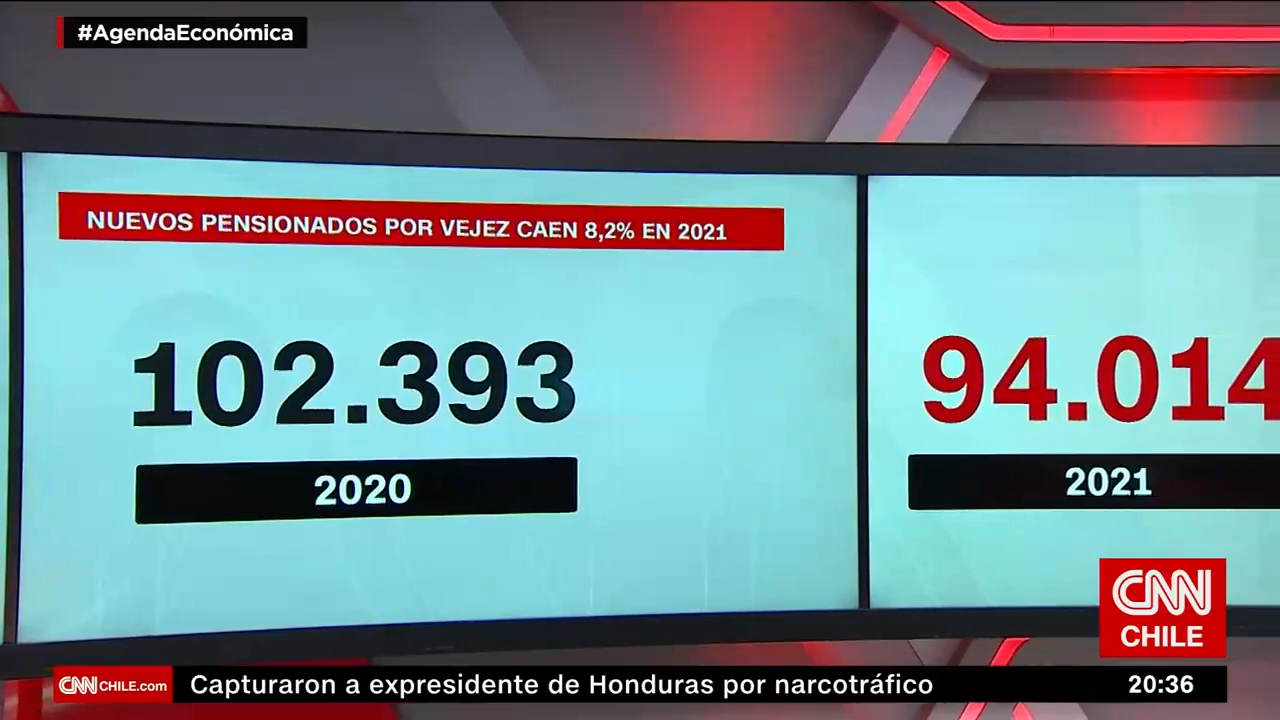 #AgendaEconómica
NUEVOS PENSIONADOS POR VEJEZ CAEN 8,2% EN 2021
102.393
94.014
2020
2021
CNN
CHILE
CNNCHILE.com Capturaron a expresidente de Honduras por narcotráfico 20:36